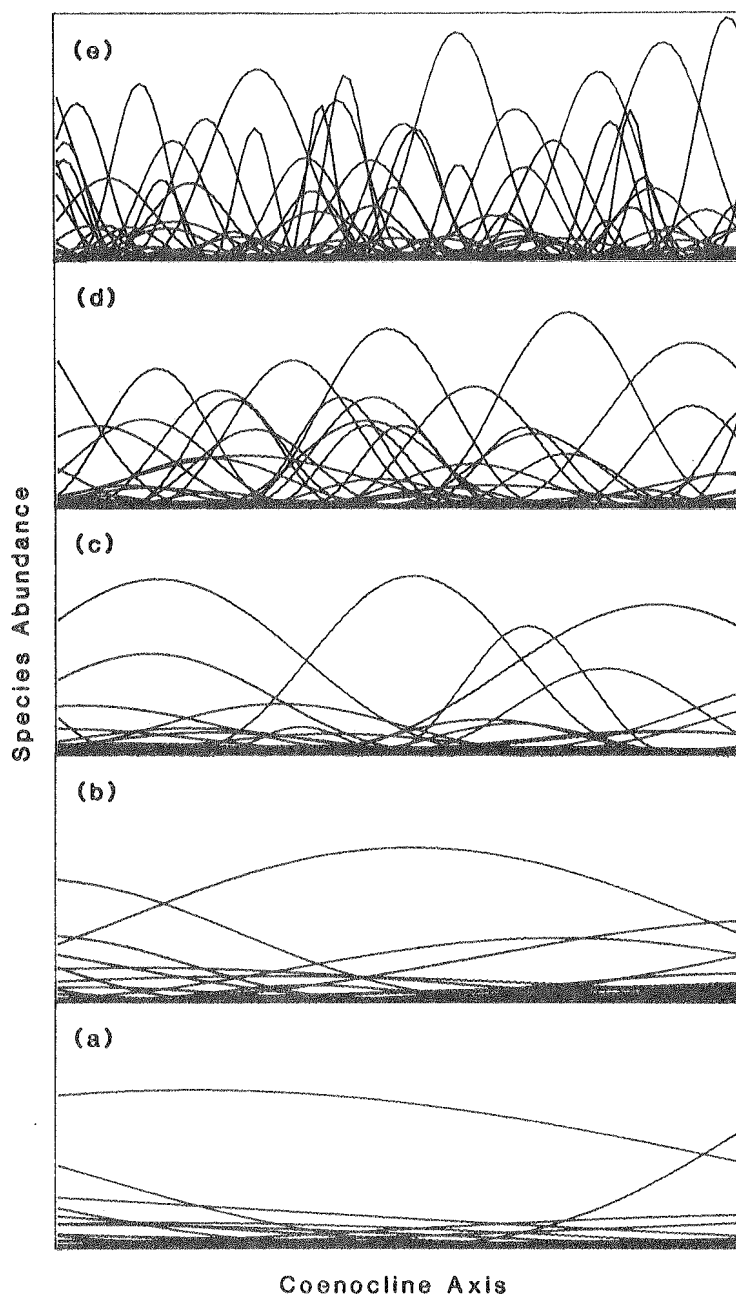 (e)
(d)
(c)
(b)
(a)
Species Abundance
Coenocline Axis